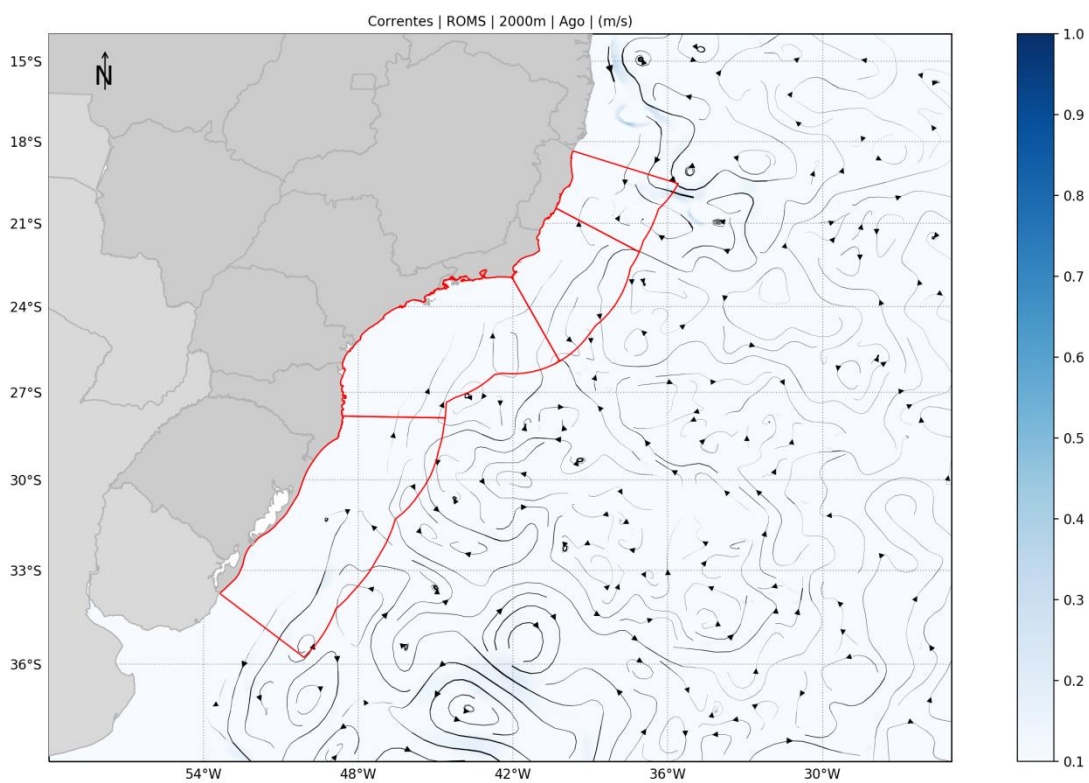 Correntes | ROMS | 2000m | Ago | (m/s)
N
15°S
18°S
21°S
24°S
27°S
30°S
33°S
36°S
54°W
48°W
42°W
36°W
30°W
1.0
0.9
0.8
0.7
0.6
0.5
0.4
0.3
0.2
0.1